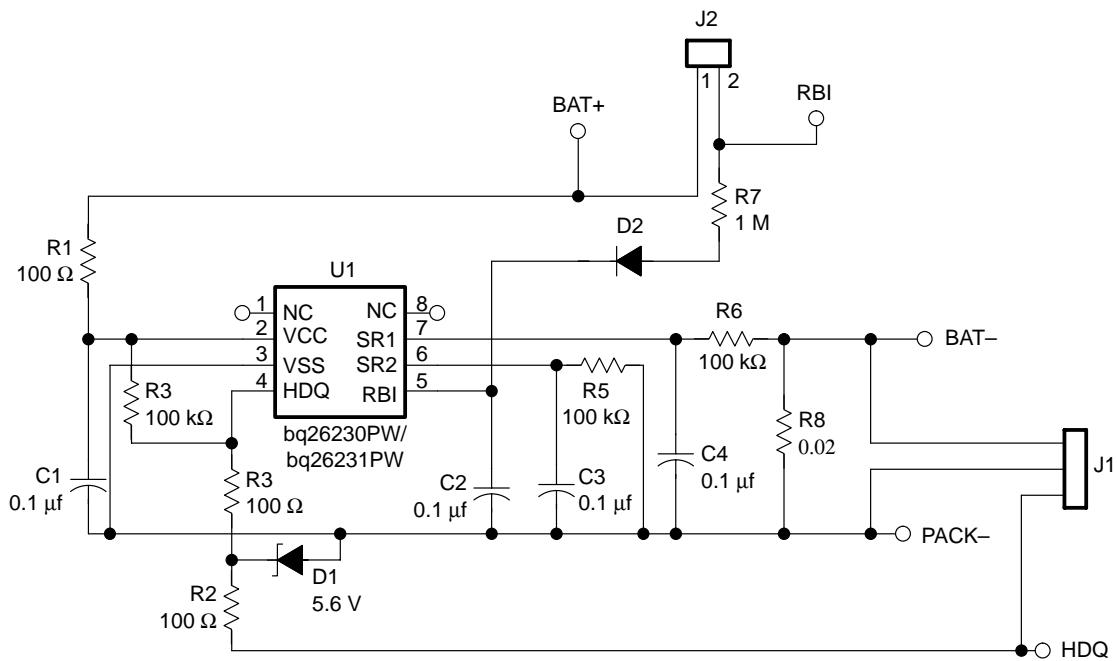 J2
1 2
RBI
BAT+
R7
1 M
D2
R1
100 Ω
U1
1 NC NC 8
2 VCC SR1 7
3 VSS SR2 6
4 HDQ RBI 5
bq26230PW/
bq26231PW
R6
100 kΩ
BAT–
R3
100 kΩ
R5
100 kΩ
R8
0.02
J1
C1
0.1 µf
R3
100 Ω
C2
0.1 µf
C3
0.1 µf
C4
0.1 µf
PACK–
D1
5.6 V
R2
100 Ω
HDQ